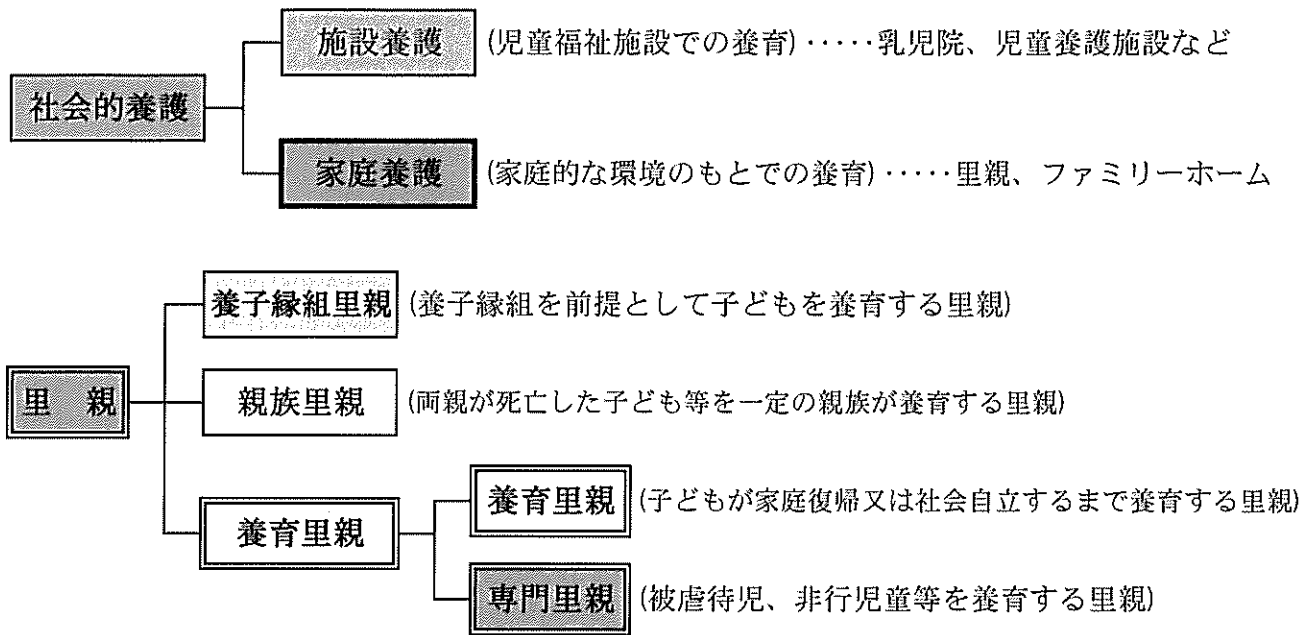 施設養護 (児童福祉施設での養育) ‥‥‥乳児院、児童養護施設など
社会的養護
家庭養護 (家庭的な環境のもとでの養育) ‥‥‥里親、ファミリーホーム
養子縁組里親 (養子縁組を前提として子どもを養育する里親)
里 親
親族里親 (両親が死亡した子ども等を一定の親族が養育する里親)
養育里親
養育里親 (子どもが家庭復帰又は社会自立するまで養育する里親)
専門里親 (被虐待児、非行児童等を養育する里親)